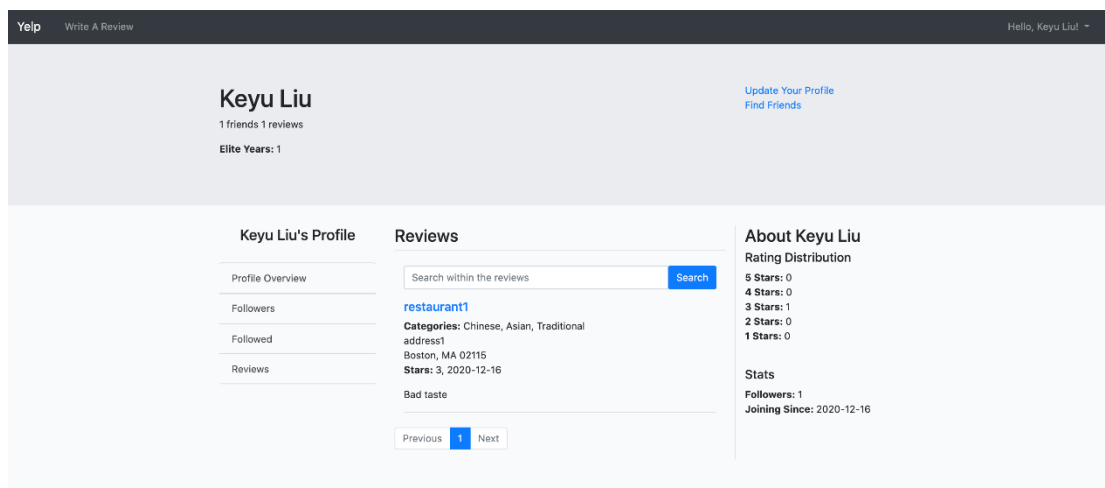 Yelp Write A Review Hello, Keyu Liu!
Keyu Liu
1 friends 1 reviews
Elite Years: 1
Update Your Profile
Find Friends
Keyu Liu's Profile
Profile Overview
Followers
Followed
Reviews
Reviews
Search within the reviews Search
restaurant1
Categories: Chinese, Asian, Traditional
address1
Boston, MA 02115
Stars: 3, 2020-12-16
Bad taste
Previous 1 Next
About Keyu Liu
Rating Distribution
5 Stars: 0
4 Stars: 0
3 Stars: 1
2 Stars: 0
1 Stars: 0
Stats
Followers: 1
Joining Since: 2020-12-16